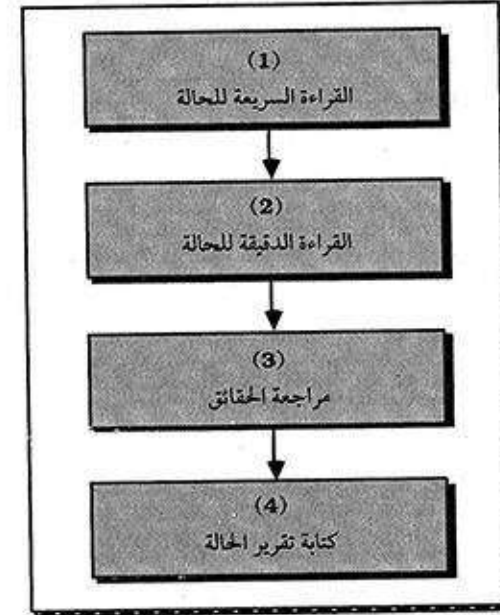 (1)
القراءة السريعة للحالة
(2)
القراءة الدقيقة للحالة
(3)
مراجعة الحقائق
(4)
كتابة تقرير الحالة